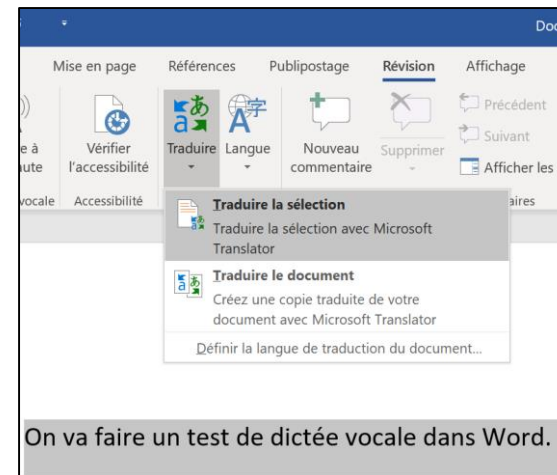 Doc
Mise en page Références Publipostage Révision Affichage
Vérifier l'accessibilité
Traduire
Langue
Nouveau commentaire
Supprimer
Précédent
Suivant
Afficher les
vocale Accessibilité
Traduire la sélection
Traduire la sélection avec Microsoft
Translator
Traduire le document
Créez une copie traduite de votre
document avec Microsoft Translator
Définir la langue de traduction du document...
On va faire un test de dictée vocale dans Word.